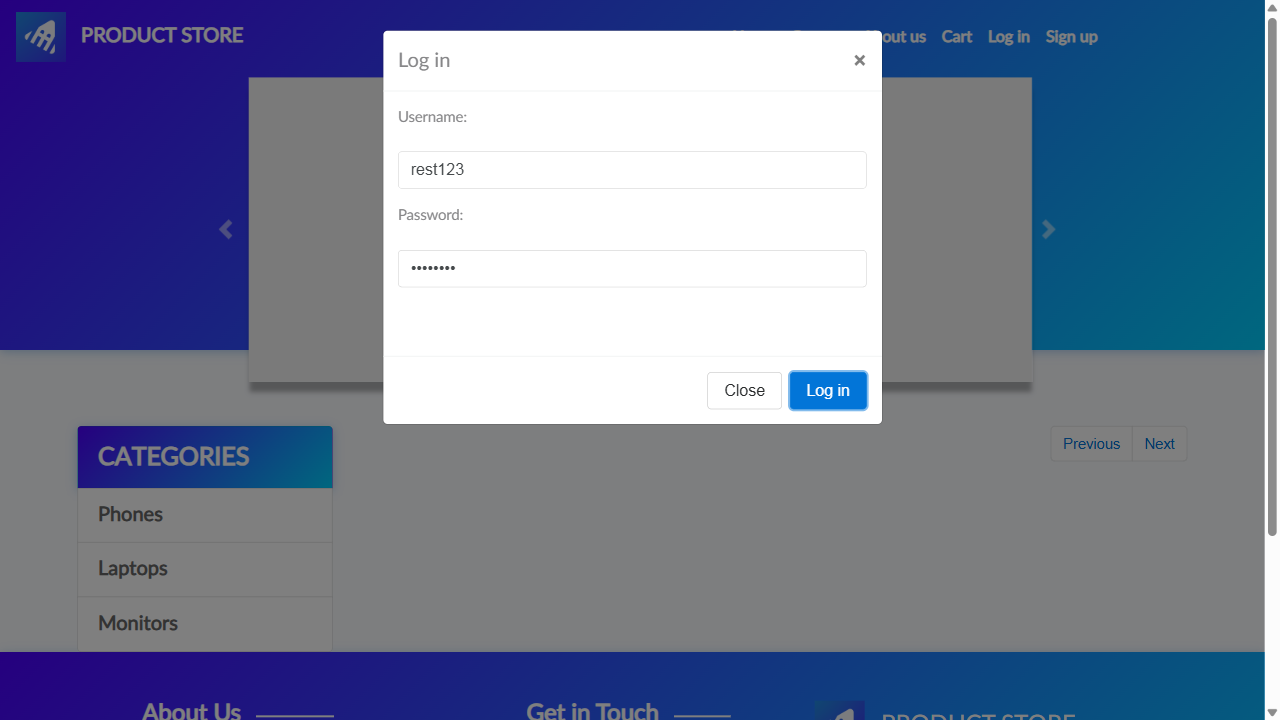 PRODUCT STORE
out us Cart Log in Sign up
Log in
×
Username:
rest123
Password:
••••••••
Close Log in
CATEGORIES
Previous Next
Phones
Laptops
Monitors
About Us
Get in Touch
PRODUCT STORE